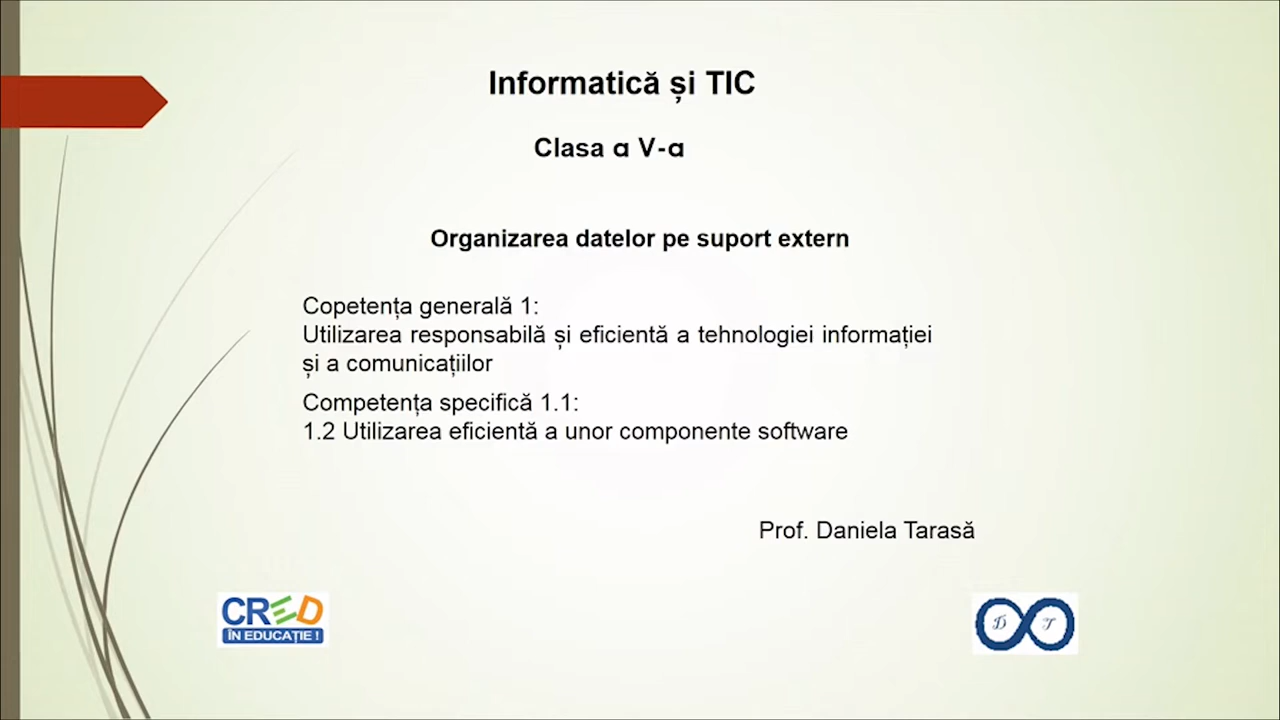 Informatică și TIC
Clasa a V-a
Organizarea datelor pe suport extern
Copetența generală 1:
Utilizarea responsabilă și eficientă a tehnologiei informației
și a comunicațiilor
Competența specifică 1.1:
1.2 Utilizarea eficientă a unor componente software
Prof. Daniela Tarasă
CRED
ÎN EDUCAȚIE !
D T